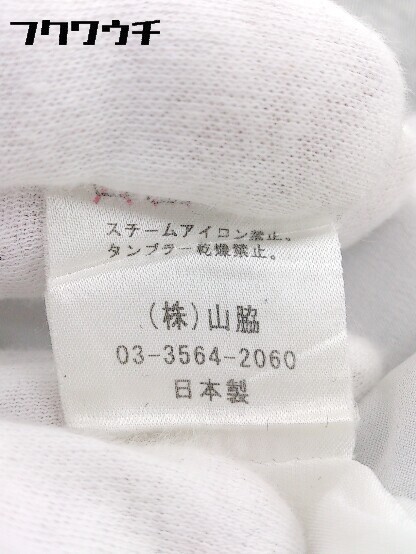 フクワウチ
スチームアイロン禁止。
タンブラー乾燥禁止。
(株)山脇
03-3564-2060
日本製